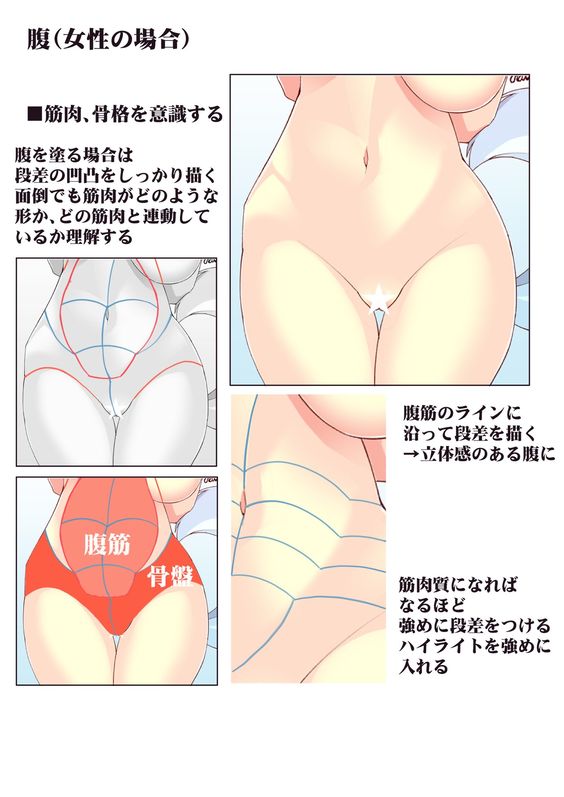 腹（女性の場合）
■筋肉、骨格を意識する
腹を塗る場合は
段差の凹凸をしっかり描く
面倒でも筋肉がどのような
形か、どの筋肉と連動して
いるか理解する
腹筋
骨盤
腹筋のラインに
沿って段差を描く
→立体感のある腹に
筋肉質になれば
なるほど
強めに段差をつける
ハイライトを強めに
入れる